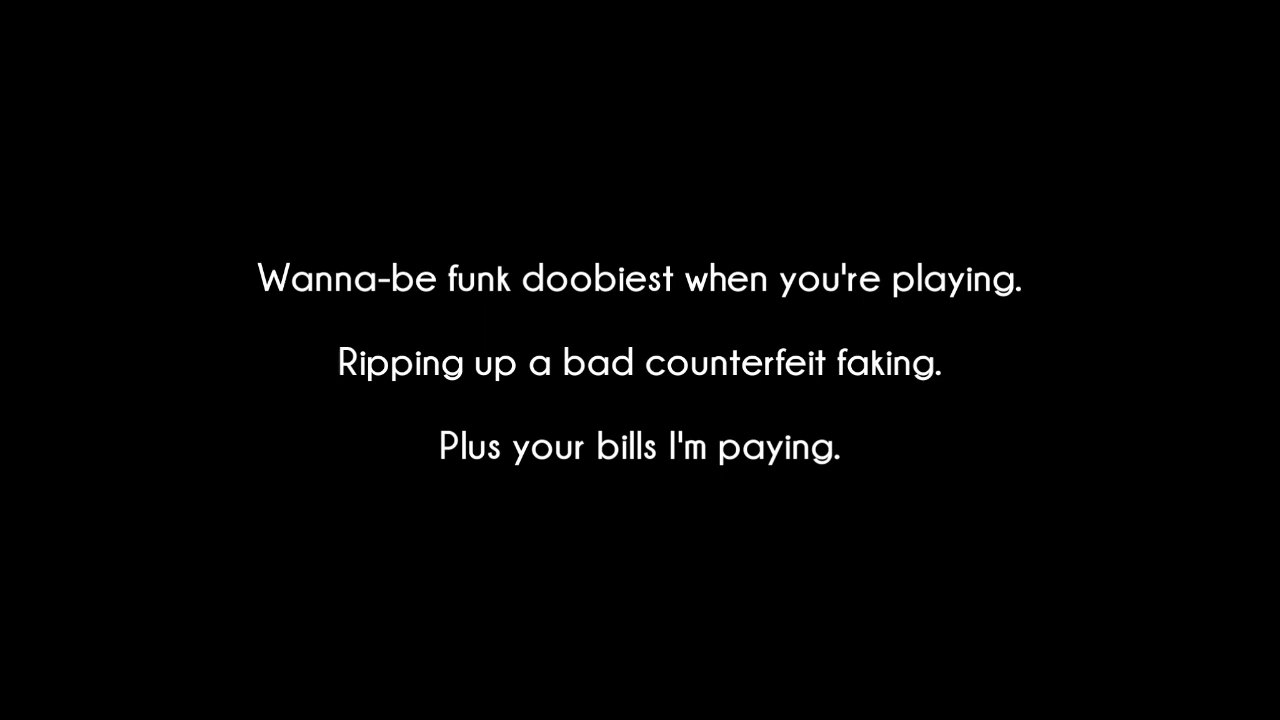 Wanna-be funk doobiest when you're playing.
Ripping up a bad counterfeit faking.
Plus your bills I'm paying.